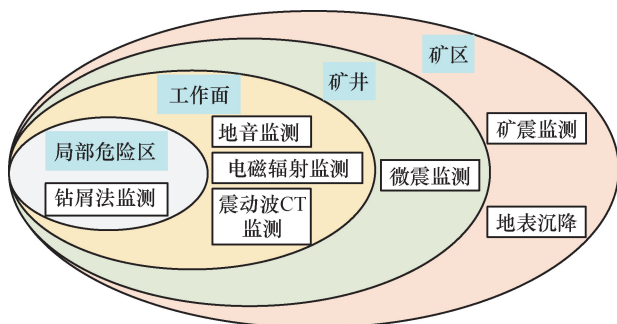 矿区
矿井
工作面
矿震监测
地音监测
局部危险区
电磁辐射监测
微震监测
钻屑法监测
震动波CT
监测
地表沉降